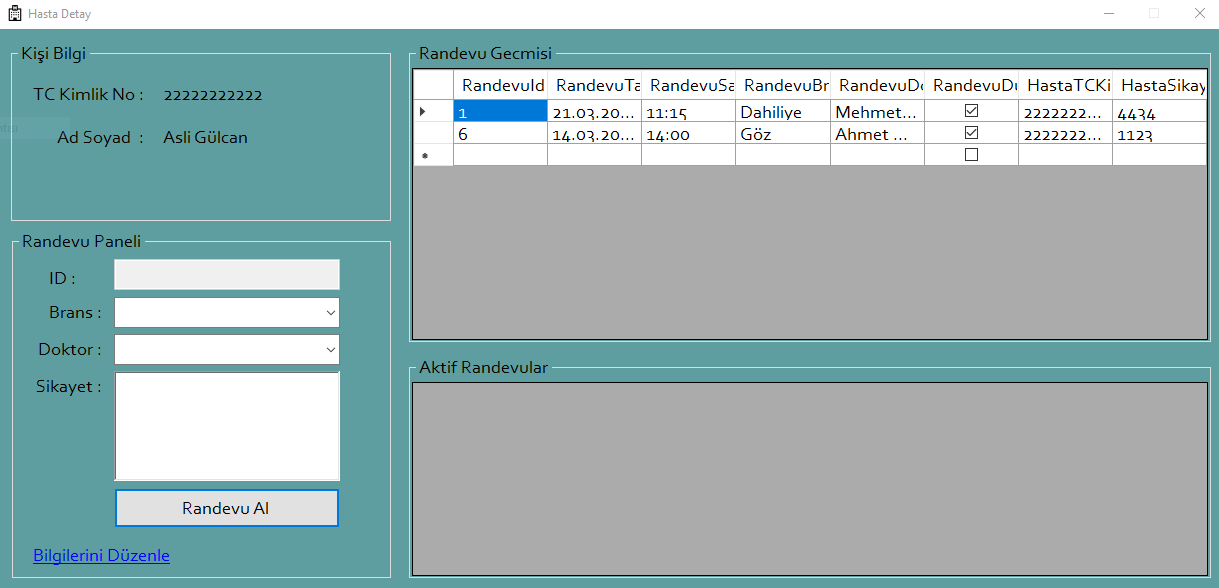 Hasta Detay
Kişi Bilgi
TC Kimlik No : 22222222222
Ad Soyad : Asli Gülcan
Randevu Paneli
ID :
Brans :
Doktor :
Sikayet :
Randevu Al
Bilgilerini Düzenle
Randevu Gecmisi
RandevuId RandevuTa RandevuSa RandevuBr RandevuDo RandevuDu HastaTCKi HastaSikay
1 21.03.20... 11:15 Dahiliye Mehmet... 2222222... 4434
6 14.03.20... 14:00 Göz Ahmet ... 2222222... 1123
Aktif Randevular